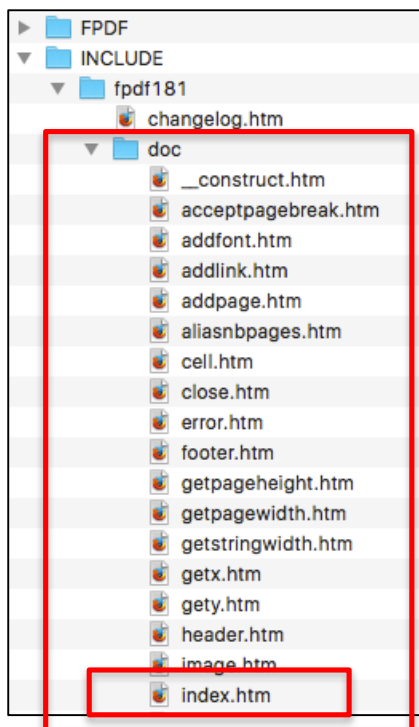 FPDF
INCLUDE
fpdf181
changelog.htm
doc
__construct.htm
acceptpagebreak.htm
addfont.htm
addlink.htm
addpage.htm
aliasnbpages.htm
cell.htm
close.htm
error.htm
footer.htm
getpageheight.htm
getpagewidth.htm
getstringwidth.htm
getx.htm
gety.htm
header.htm
image.htm
index.htm